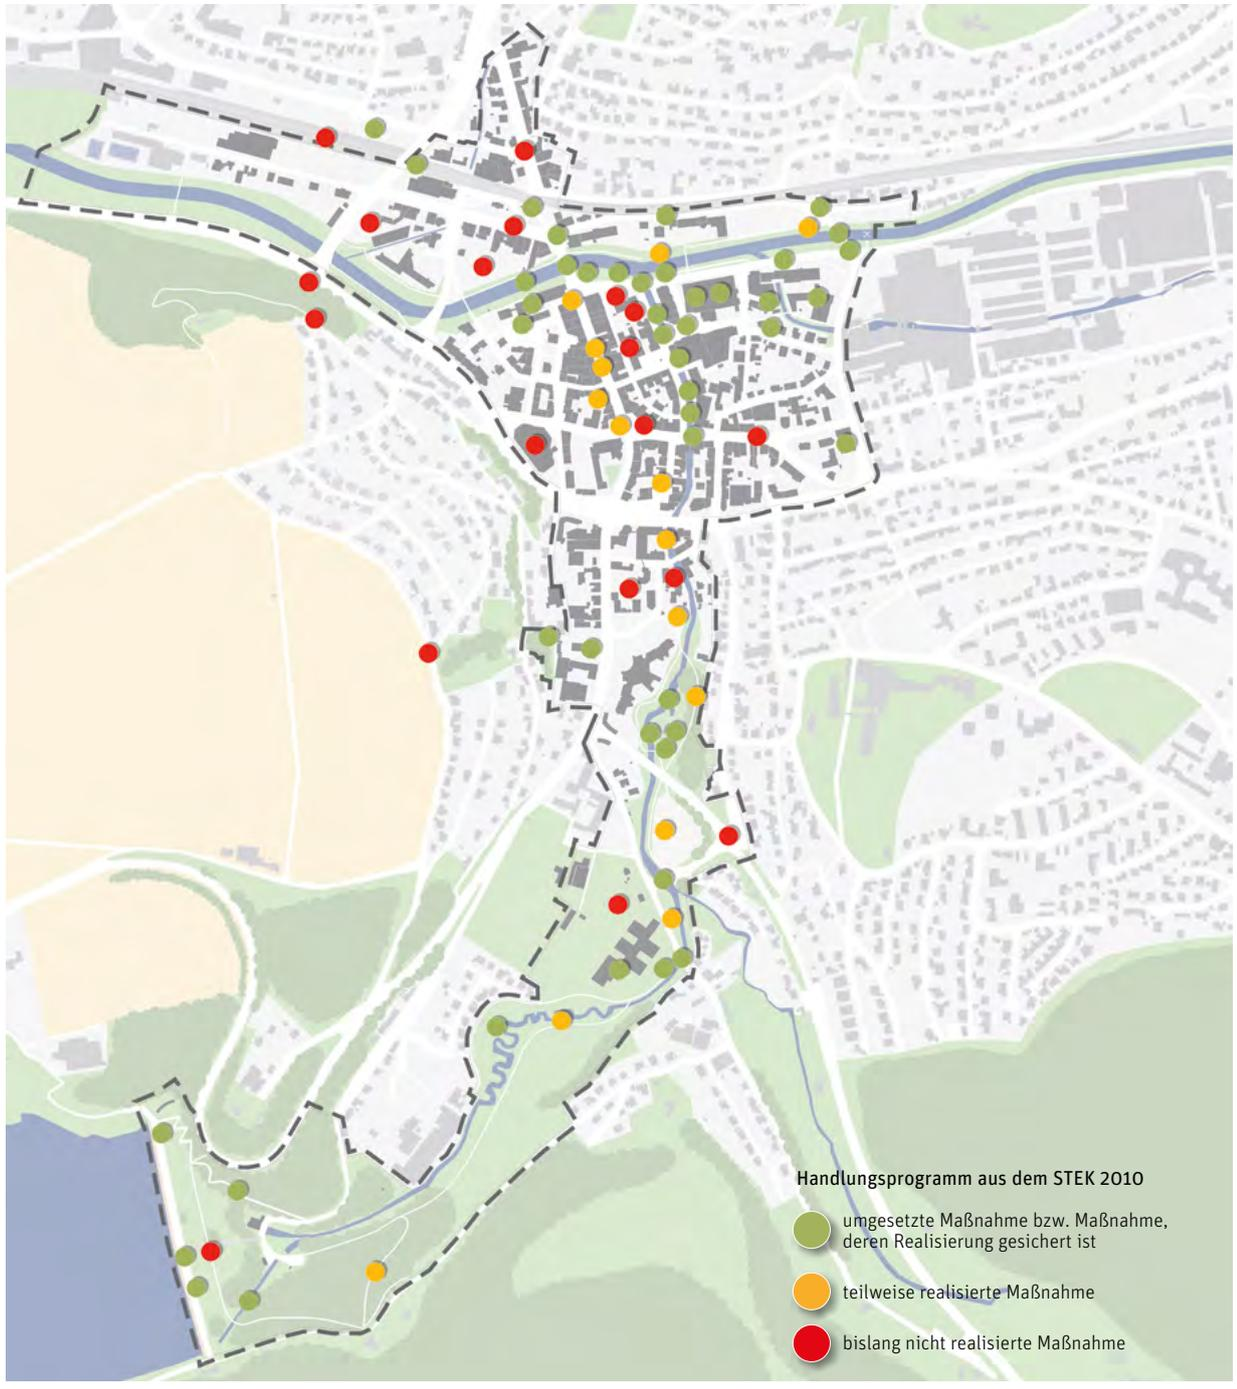 Handlungsprogramm aus dem STEK 2010
umgesetzte Maßnahme bzw. Maßnahme,
deren Realisierung gesichert ist
teilweise realisierte Maßnahme
bislang nicht realisierte Maßnahme